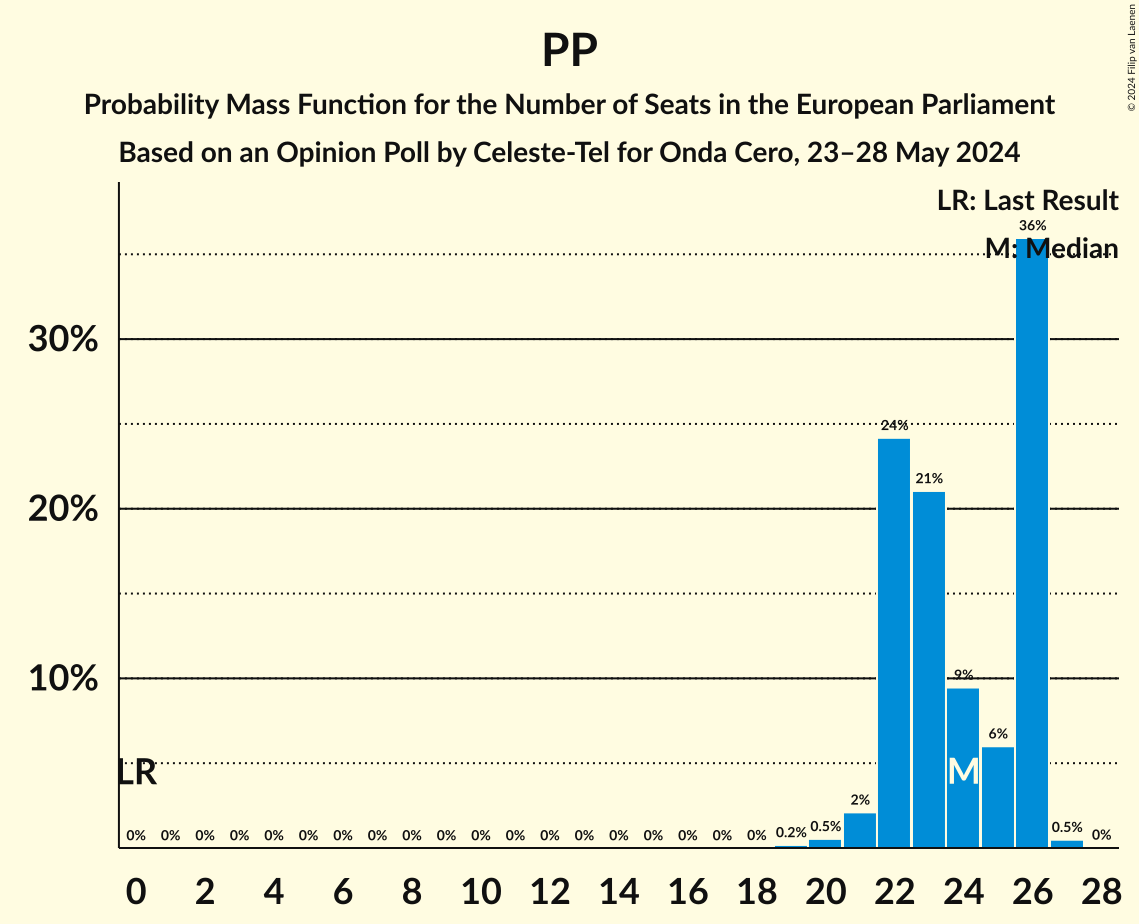 PP
Probability Mass Function for the Number of Seats in the European Parliament
Based on an Opinion Poll by Celeste-Tel for Onda Cero, 23–28 May 2024
© 2024 Filip van Laenen
LR: Last Result
M: Median
30%
20%
10%
LR
M
0% 0% 0% 0% 0% 0% 0% 0% 0% 0% 0% 0% 0% 0% 0% 0% 0% 0% 0% 0.2% 0.5% 2% 24% 21% 9% 6% 36% 0.5% 0%
0 2 4 6 8 10 12 14 16 18 20 22 24 26 28